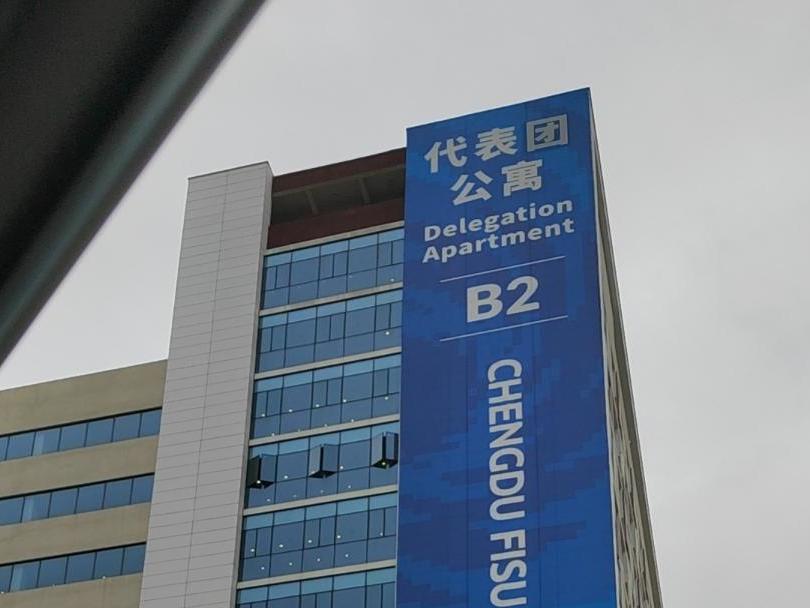 代表团
公寓
Delegation
Apartment
B2
CHENGDU FISU